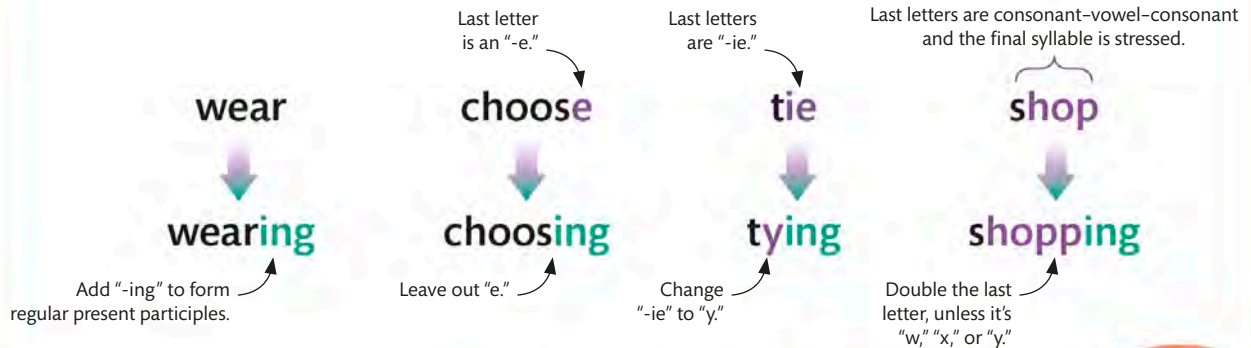 Last letter
is an “-e.”
Last letters
are “-ie.”
Last letters are consonant–vowel–consonant
and the final syllable is stressed.
wear
choose
tie
shop
wearing
choosing
tying
shopping
Add “-ing” to form
regular present participles.
Leave out “e.”
Change
“-ie” to “y.”
Double the last
letter, unless it’s
“w,” “x,” or “y.”